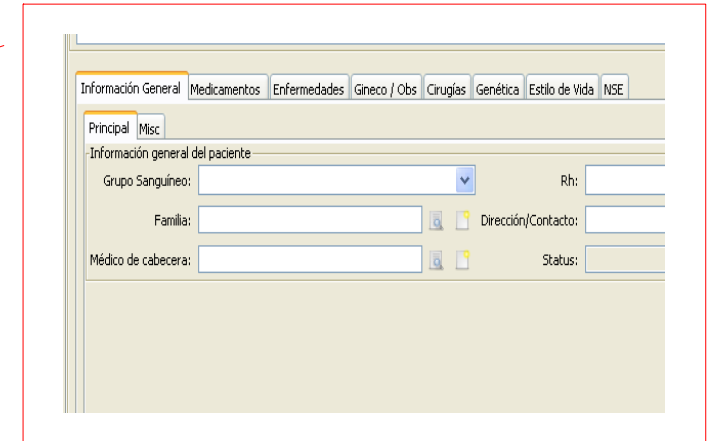 Información General Medicamentos Enfermedades Gineco / Obs Cirugías Genética Estilo de Vida NSE
Principal Misc
Información general del paciente
Grupo Sanguíneo: Rh:
Familia: Dirección/Contacto:
Médico de cabecera: Status: